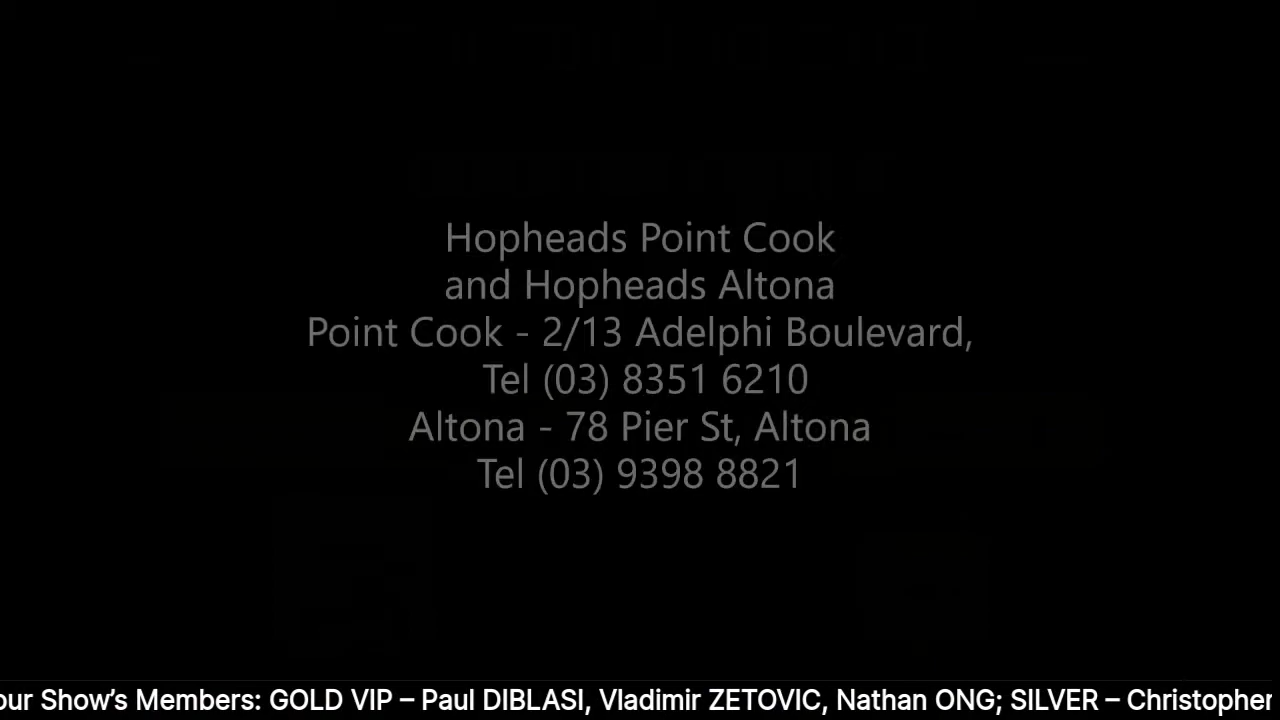 Hopheads Point Cook
and Hopheads Altona
Point Cook - 2/13 Adelphi Boulevard,
Tel (03) 8351 6210
Altona - 78 Pier St, Altona
Tel (03) 9398 8821
our Show’s Members: GOLD VIP – Paul DIBLASI, Vladimir ZETOVIC, Nathan ONG; SILVER – Christopher